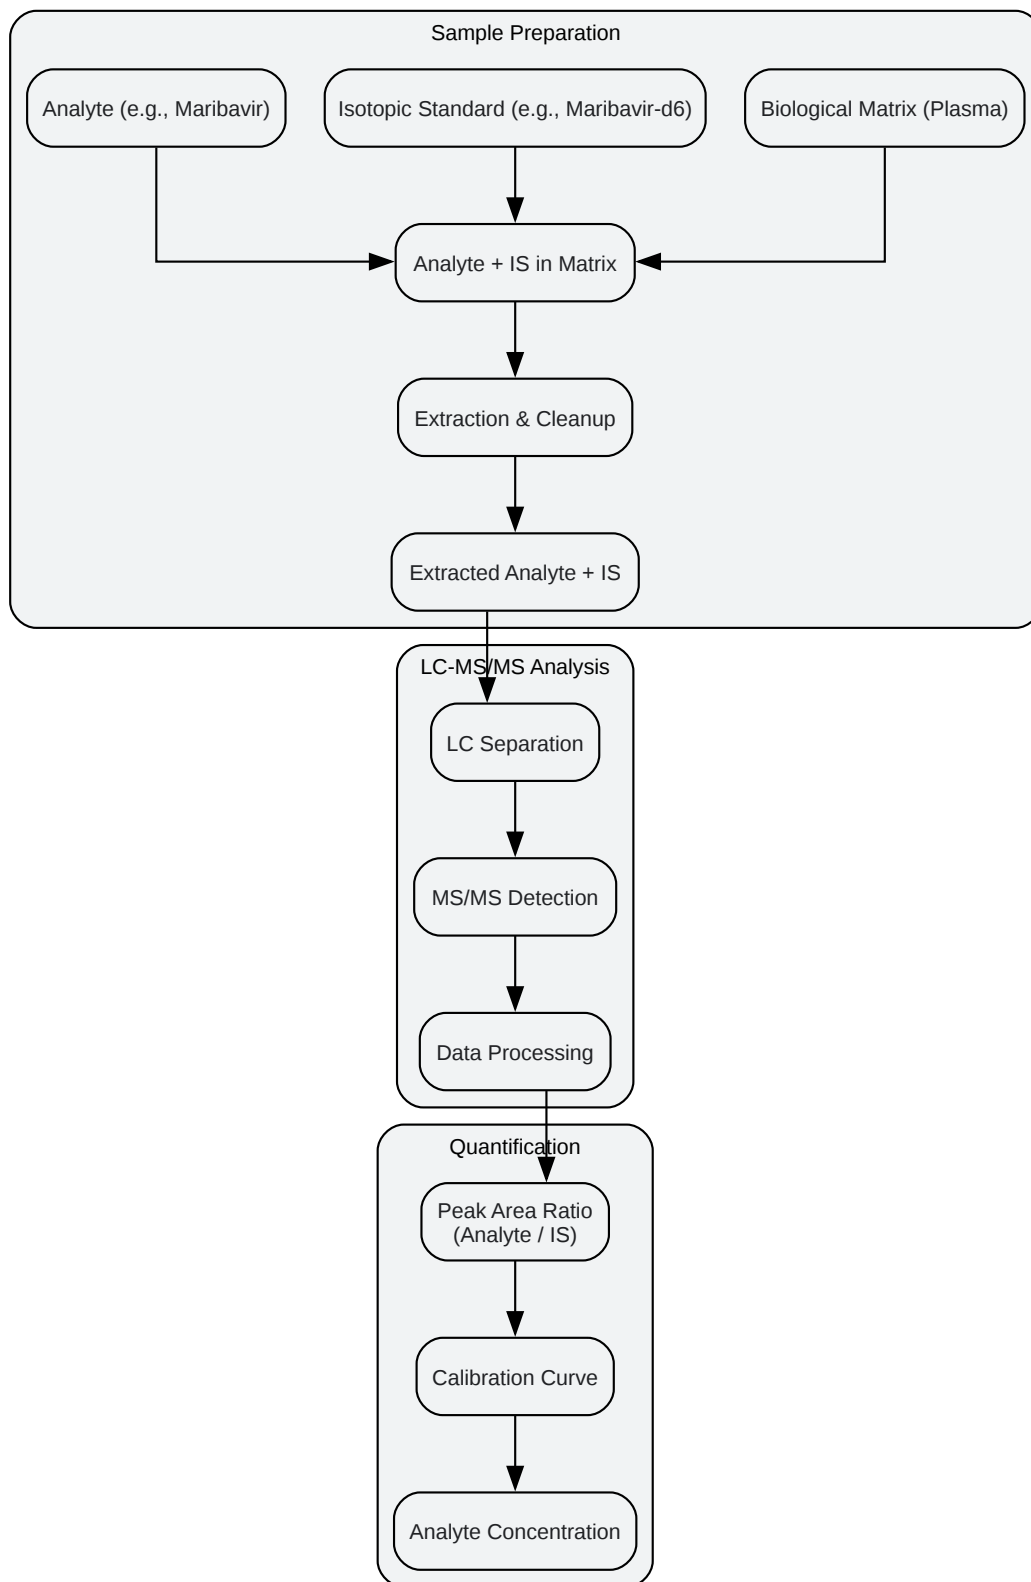 Sample Preparation
Analyte (e.g., Maribavir)
Isotopic Standard (e.g., Maribavir-d6)
Biological Matrix (Plasma)
Analyte + IS in Matrix
Extraction & Cleanup
Extracted Analyte + IS
LC-MS/MS Analysis
LC Separation
MS/MS Detection
Data Processing
Quantification
Peak Area Ratio
(Analyte / IS)
Calibration Curve
Analyte Concentration